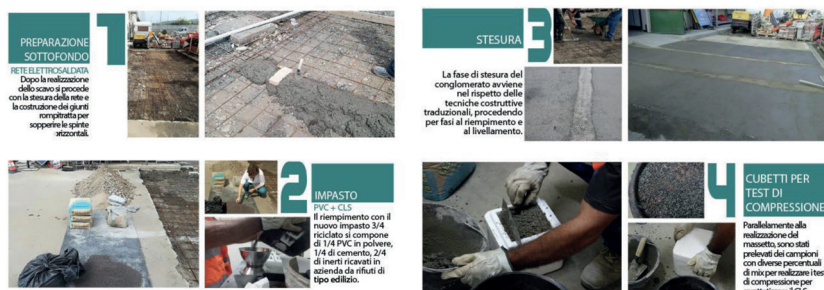 1
PREPARAZIONE
SOTTOFONDO
RETE ELETTROSALDATA
Dopo la realizzazione
dello scavo si procede
con la stesura della rete e
la costruzione dei giunti
rompitratta per
sopperire le spinte
orizzontali.
2
IMPASTO
PVC + CLS
Il riempimento con il
nuovo impasto 3/4
riciclato si compone
di 1/4 PVC in polvere,
1/4 di cemento, 2/4
di inerti ricavati in
azienda da rifiuti di
tipo edilizio.
STESURA
3
La fase di stesura del
conglomerato avviene
nel rispetto delle
tecniche costruttive
traduzionali, procedendo
per fasi al riempimento e
al livellamento.
4
CUBETTI PER
TEST DI
COMPRESSIONE
Parallelamente alla
realizzazione del
massetto, sono stati
prelevati dei campioni
con diverse percentuali
di mix per realizzare i test
di compressione per